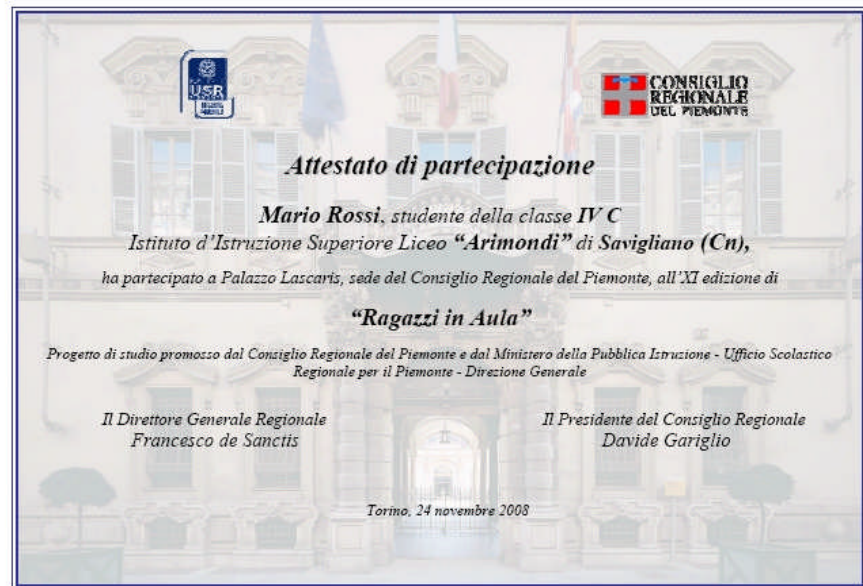 USR
CONSIGLIO
REGIONALE
DEL PIEMONTE
Attestato di partecipazione
Mario Rossi, studente della classe IV C
Istituto d'Istruzione Superiore Liceo "Arimondi" di Savigliano (Cn),
ha partecipato a Palazzo Lascaris, sede del Consiglio Regionale del Piemonte, all'XI edizione di
"Ragazzi in Aula"
Progetto di studio promosso dal Consiglio Regionale del Piemonte e dal Ministero della Pubblica Istruzione - Ufficio Scolastico
Regionale per il Piemonte - Direzione Generale
Il Direttore Generale Regionale
Francesco de Sanctis
Il Presidente del Consiglio Regionale
Davide Gariglio
Torino, 24 novembre 2008